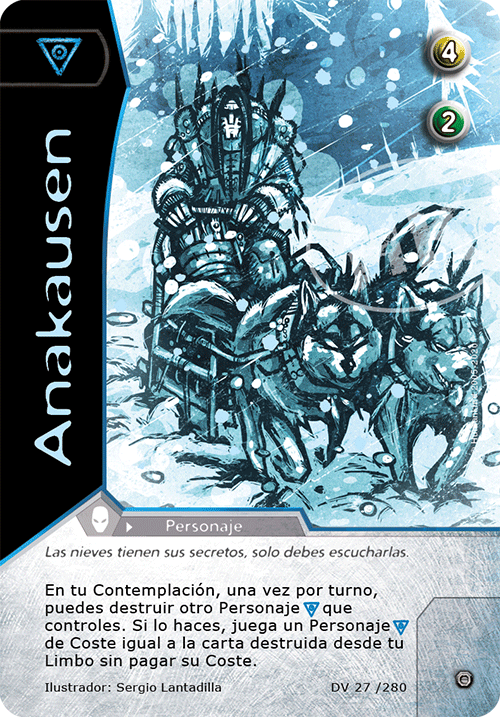 4
2
Anakausen
Personaje
Las nieves tienen sus secretos, solo debes escucharlas.
En tu Contemplación, una vez por turno,
puedes destruir otro Personaje que
controles. Si lo haces, juega un Personaje
de Coste igual a la carta destruida desde tu
Limbo sin pagar su Coste.
Ilustrador: Sergio Lantadilla
DV 27 /280